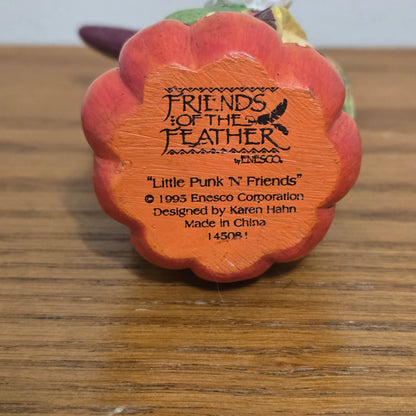 FRIENDS
OF THE
FEATHER
by ENESCO®
"Little Punk 'N' Friends"
© 1995 Enesco Corporation
Designed by Karen Hahn
Made in China
145081